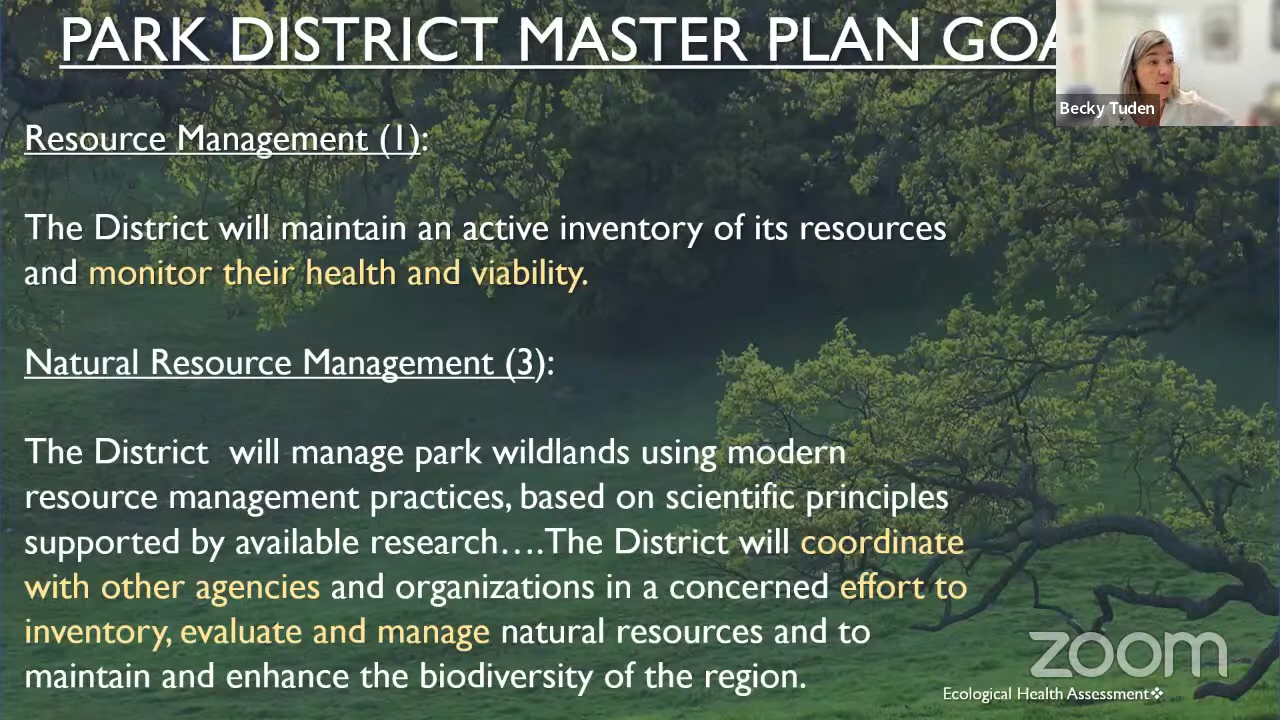 PARK DISTRICT MASTER PLAN GOA
Becky Tuden
Resource Management (1):
The District will maintain an active inventory of its resources
and monitor their health and viability.
Natural Resource Management (3):
The District will manage park wildlands using modern
resource management practices, based on scientific principles
supported by available research….The District will coordinate
with other agencies and organizations in a concerned effort to
inventory, evaluate and manage natural resources and to
maintain and enhance the biodiversity of the region.
zoom
Ecological Health Assessment❖